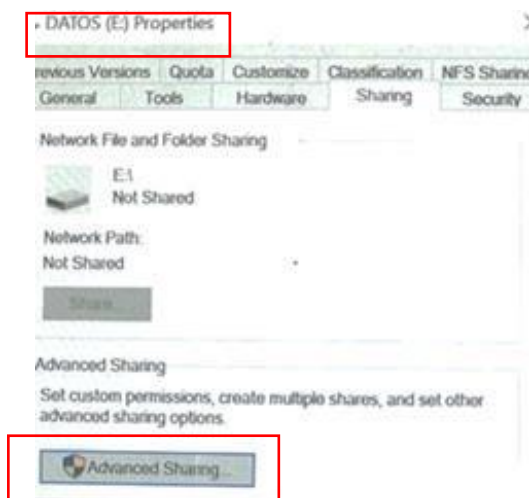 DATOS (E:) Properties
revious Versions Quota Customize Classification NFS Sharing
General Tools Hardware Sharing Security
Network File and Folder Sharing
E:\
Not Shared
Network Path:
Not Shared
Share...
Advanced Sharing
Set custom permissions, create multiple shares, and set other
advanced sharing options.
Advanced Sharing...